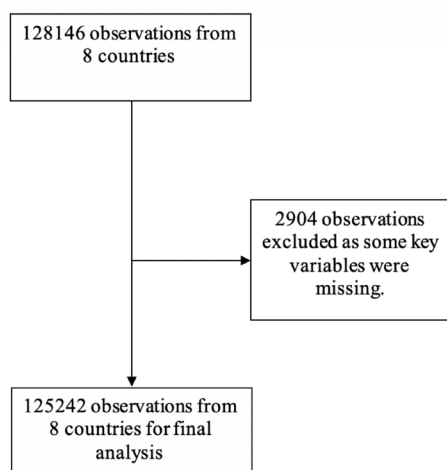 128146 observations from
8 countries
2904 observations
excluded as some key
variables were
missing.
125242 observations from
8 countries for final
analysis